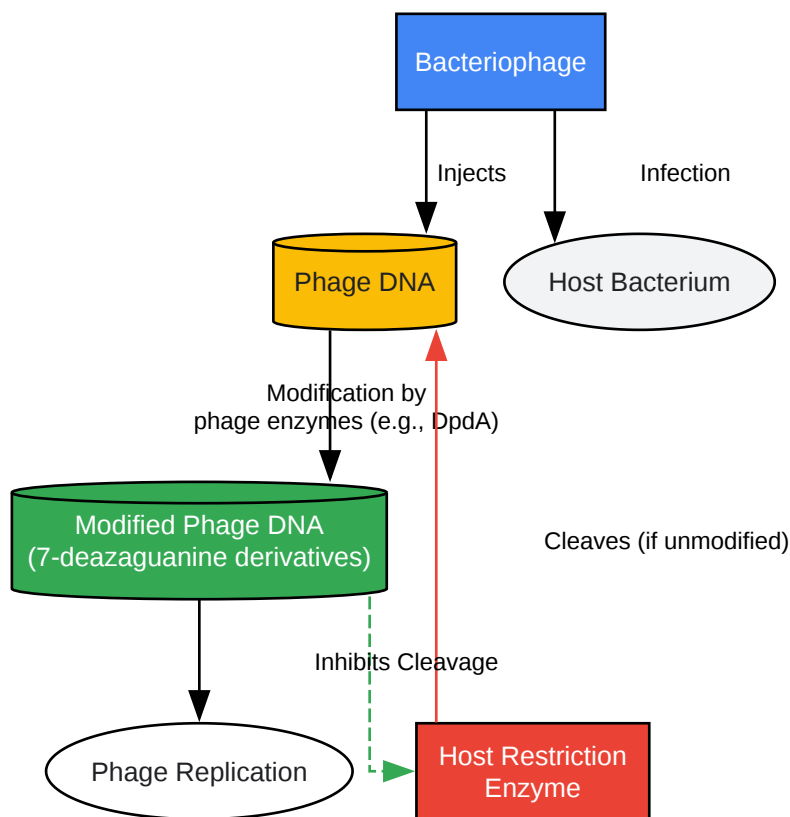 Bacteriophage
Injects
Infection
Phage DNA
Host Bacterium
Modification by
phage enzymes (e.g., DpdA)
Modified Phage DNA
(7-deazaguanine derivatives)
Cleaves (if unmodified)
Inhibits Cleavage
Phage Replication
Host Restriction
Enzyme